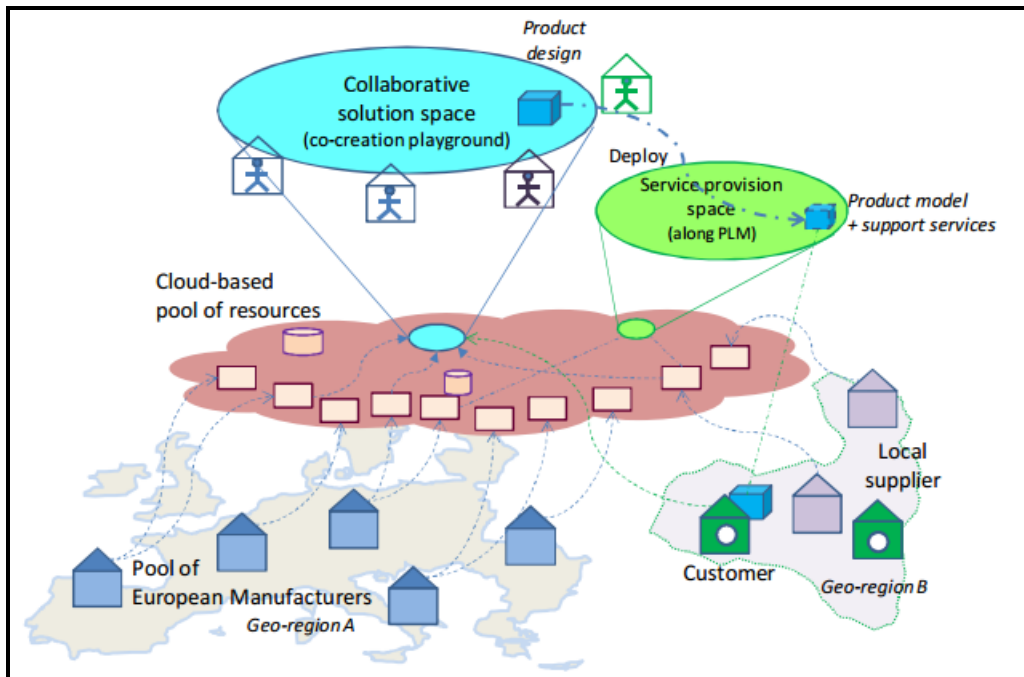 Product
design
Collaborative
solution space
(co-creation playground)
Deploy
Service provision
space
(along PLM)
Product model
+ support services
Cloud-based
pool of resources
Local
supplier
Customer
Geo-region B
Pool of
European Manufacturers
Geo-region A